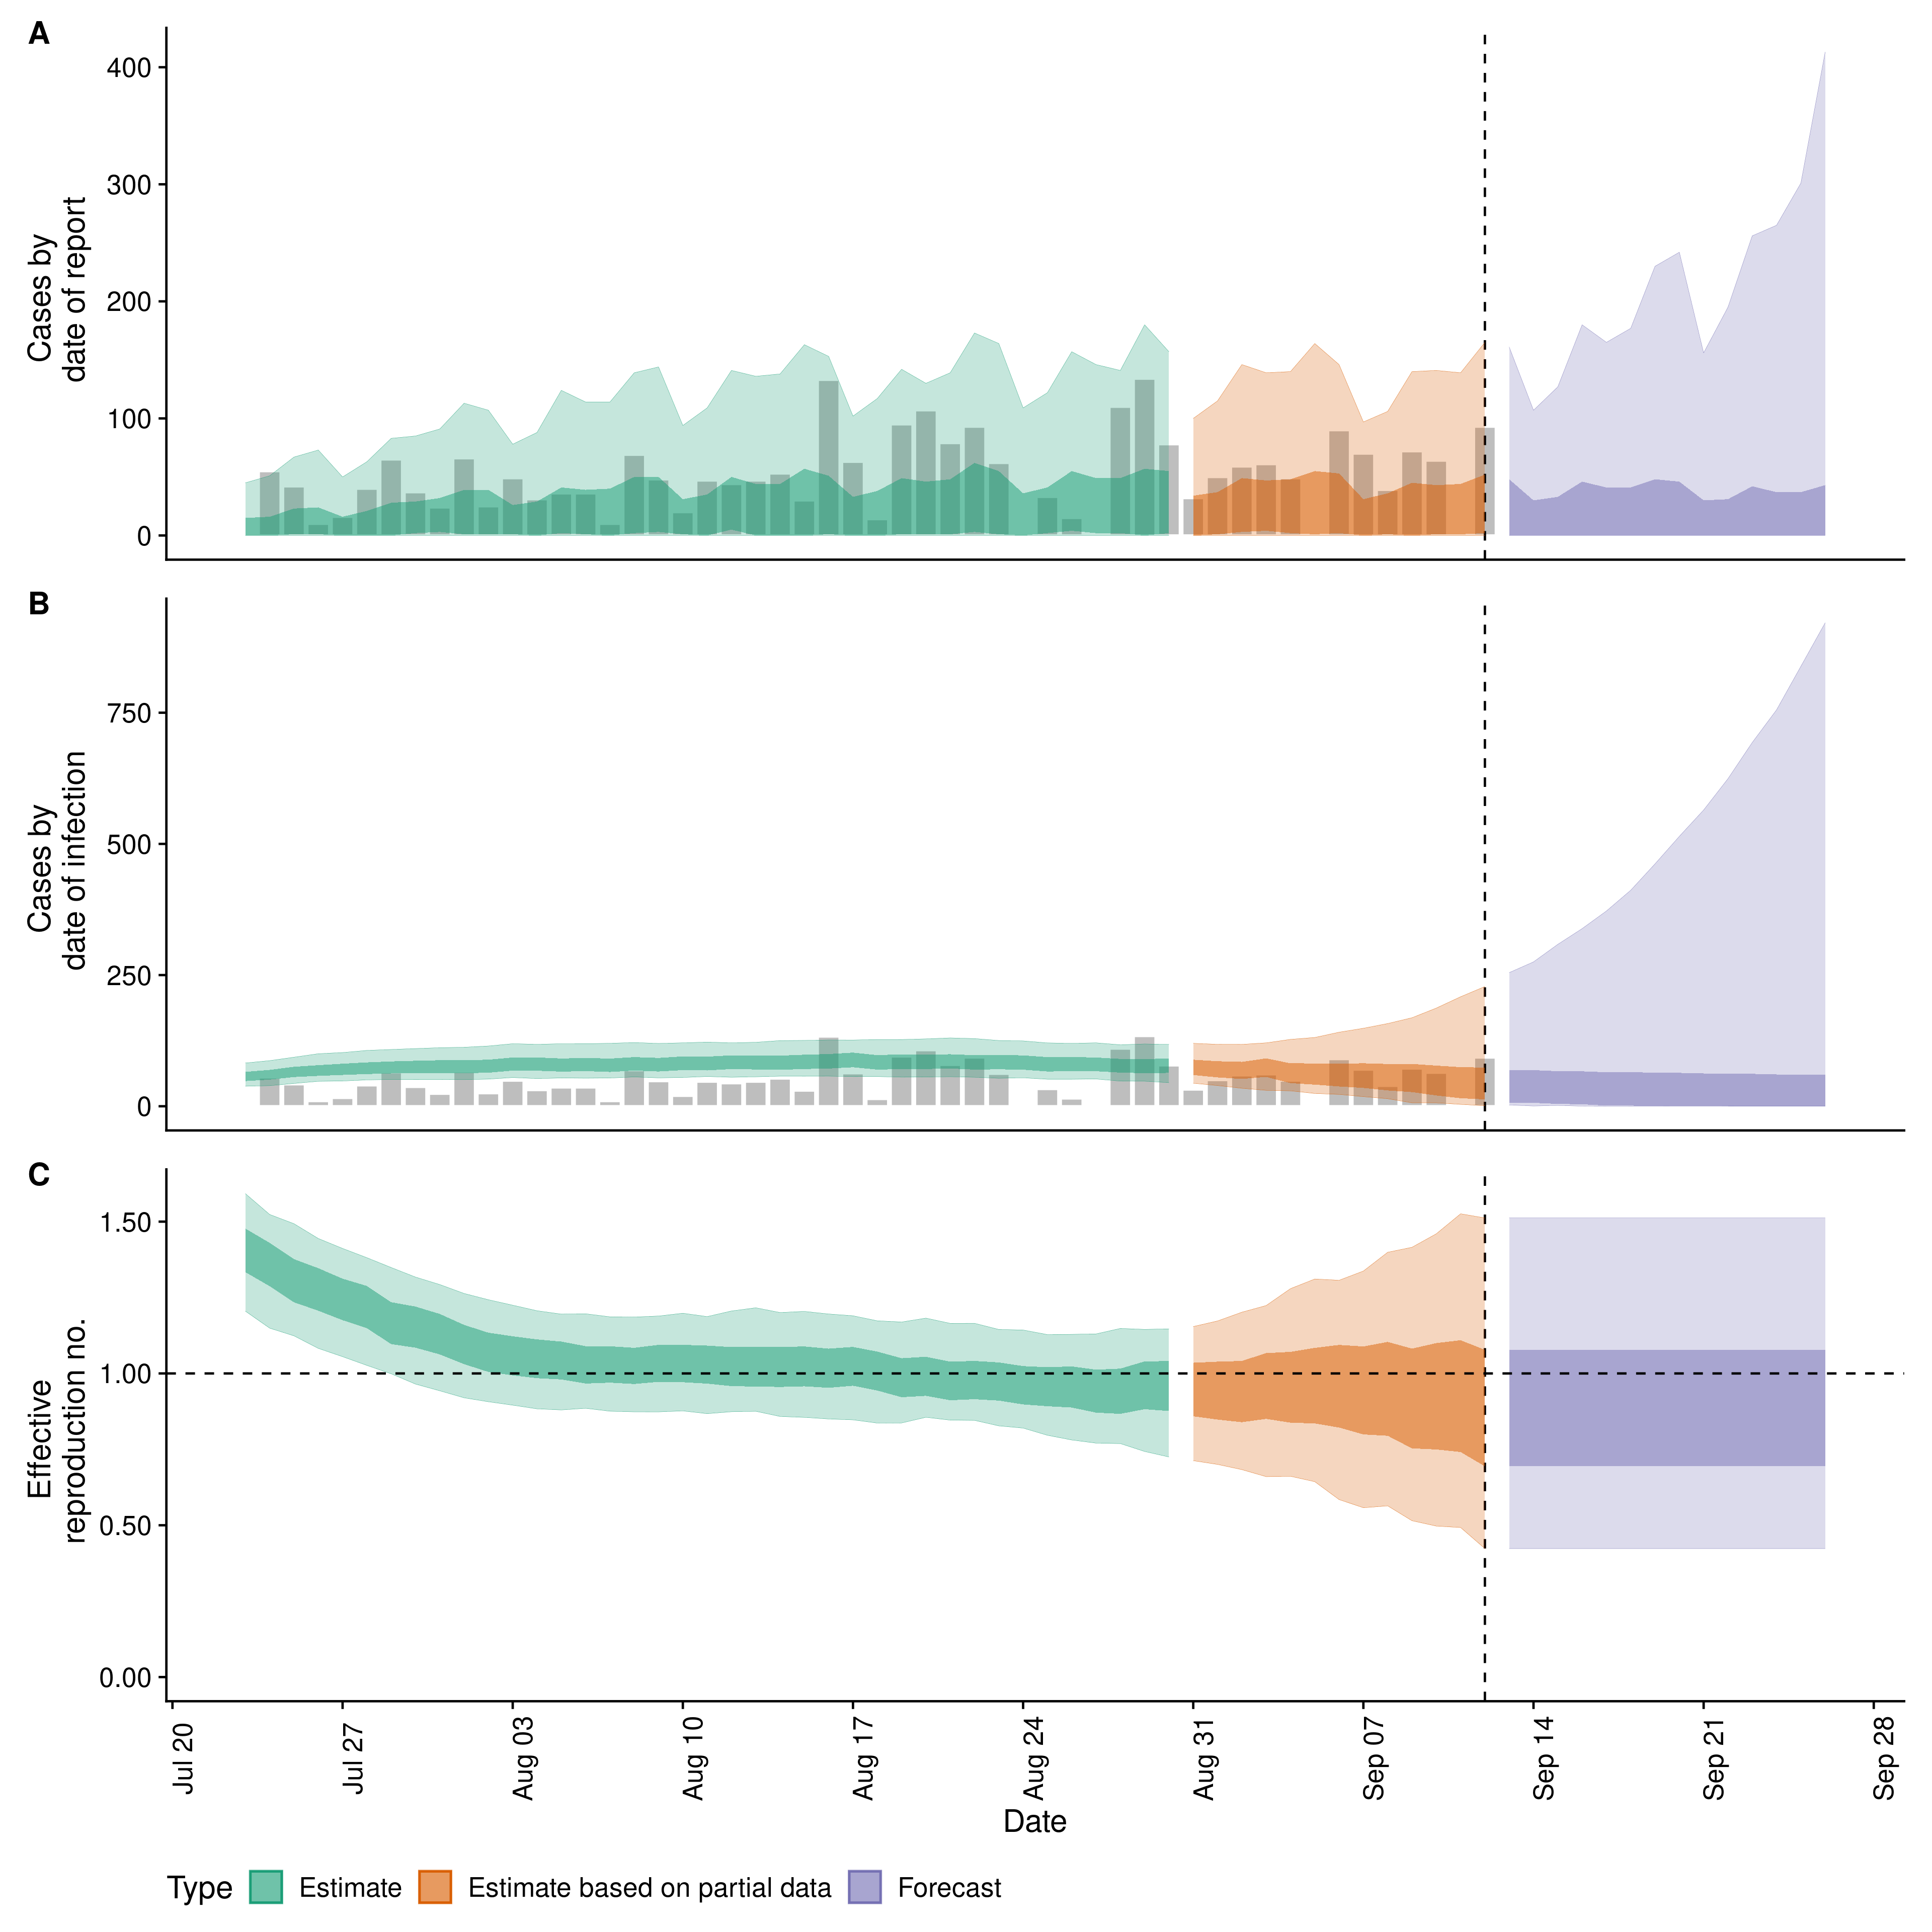 A
Cases by
date of report
400
300
200
100
0
B
Cases by
date of infection
750
500
250
0
C
Effective
reproduction no.
1.50
1.00
0.50
0.00
Jul 20
Jul 27
Aug 03
Aug 10
Aug 17
Aug 24
Aug 31
Sep 07
Sep 14
Sep 21
Sep 28
Date
Type Estimate Estimate based on partial data Forecast